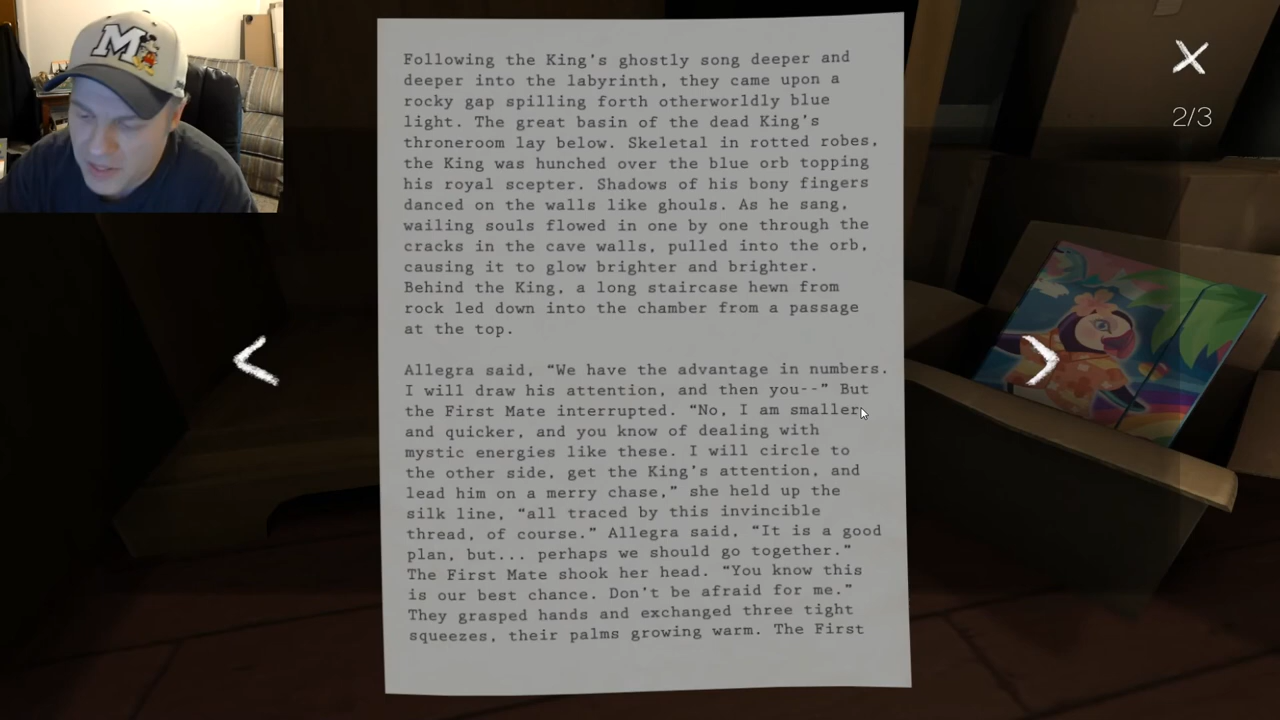 M
2/3
Following the King's ghostly song deeper and
deeper into the labyrinth, they came upon a
rocky gap spilling forth otherworldly blue
light. The great basin of the dead King's
throneroom lay below. Skeletal in rotted robes,
the King was hunched over the blue orb topping
his royal scepter. Shadows of his bony fingers
danced on the walls like ghouls. As he sang,
wailing souls flowed in one by one through the
cracks in the cave walls, pulled into the orb,
causing it to glow brighter and brighter.
Behind the King, a long staircase hewn from
rock led down into the chamber from a passage
at the top.
Allegra said, “We have the advantage in numbers.
I will draw his attention, and then you--” But
the First Mate interrupted. “No, I am smaller
and quicker, and you know of dealing with
mystic energies like these. I will circle to
the other side, get the King's attention, and
lead him on a merry chase,” she held up the
silk line, “all traced by this invincible
thread, of course.” Allegra said, “It is a good
plan, but... perhaps we should go together.”
The First Mate shook her head. “You know this
is our best chance. Don't be afraid for me.”
They grasped hands and exchanged three tight
squeezes, their palms growing warm. The First